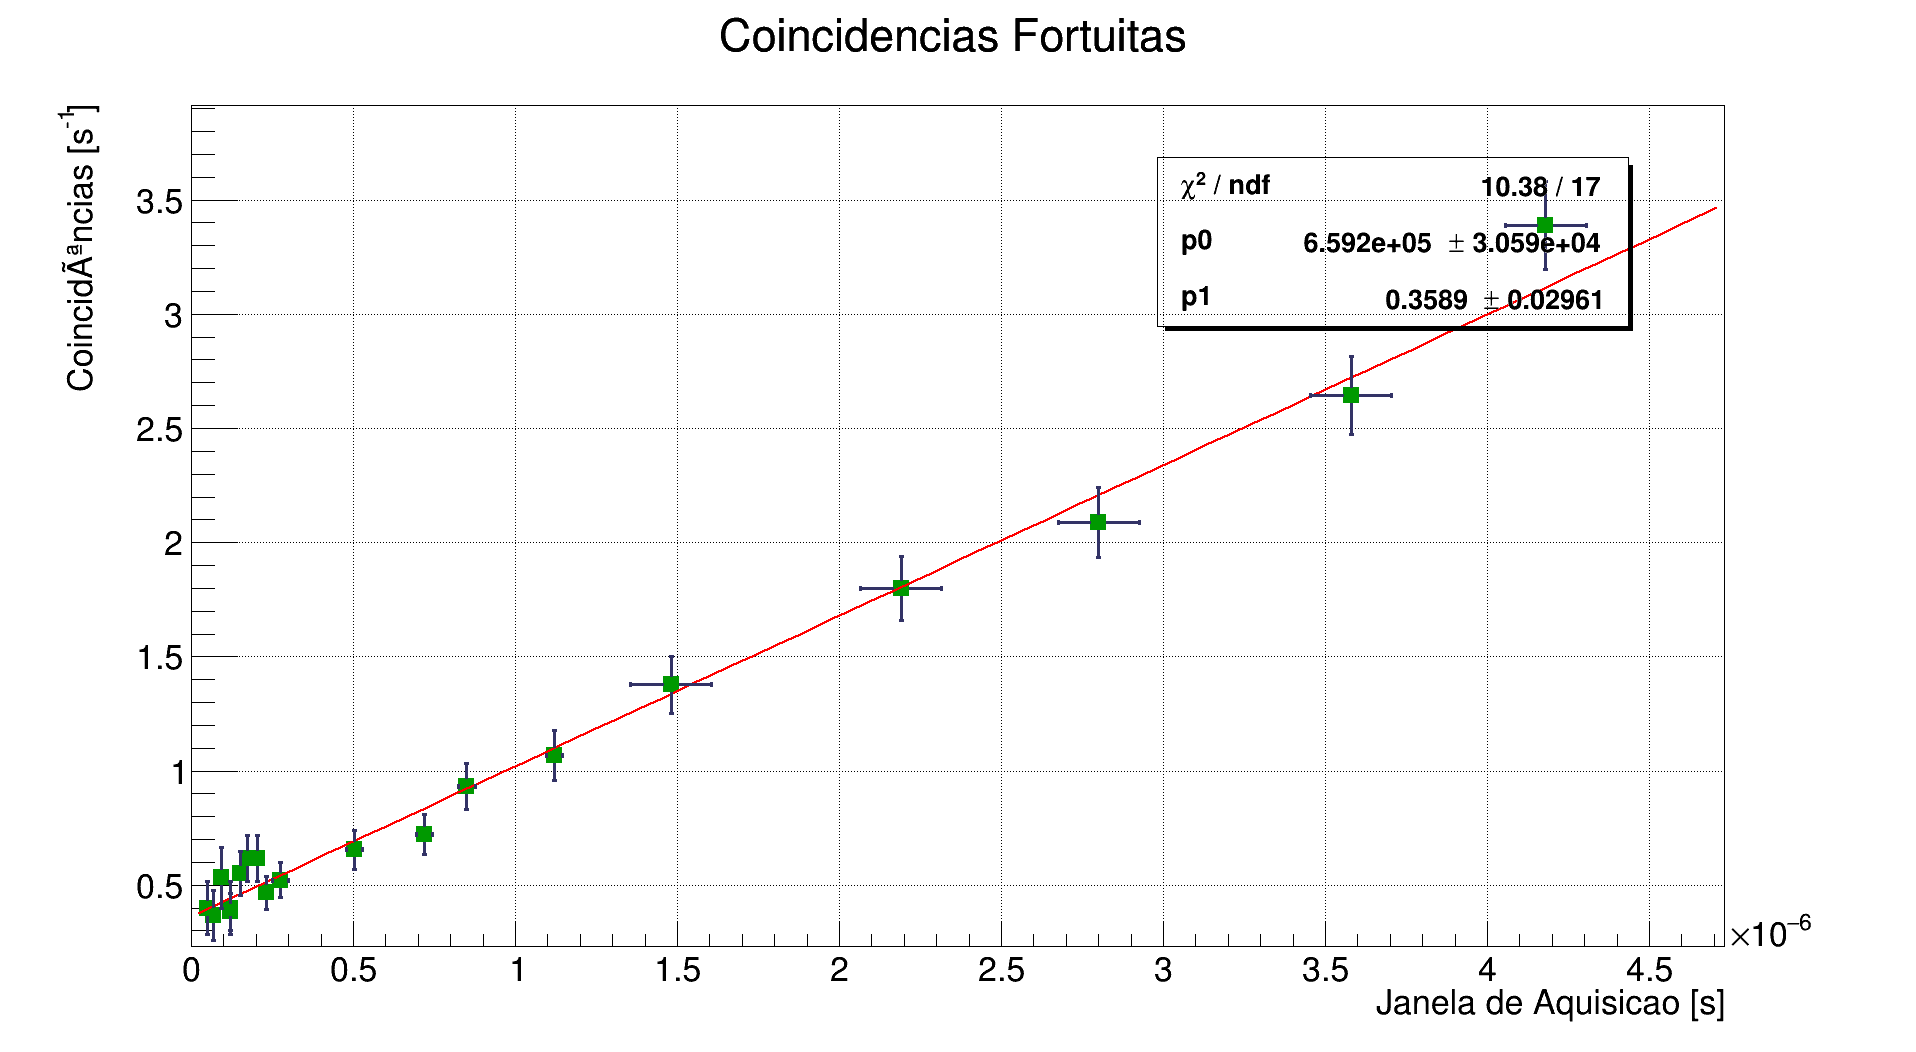 Coincidencias Fortuitas
CoincidÃªncias [s-1]
χ2 / ndf 10.38 / 17
p0 6.592e+05 ± 3.059e+04
p1 0.3589 ± 0.02961
3.5
3
2.5
2
1.5
1
0.5
0 0.5 1 1.5 2 2.5 3 3.5 4 4.5
×10−6
Janela de Aquisicao [s]